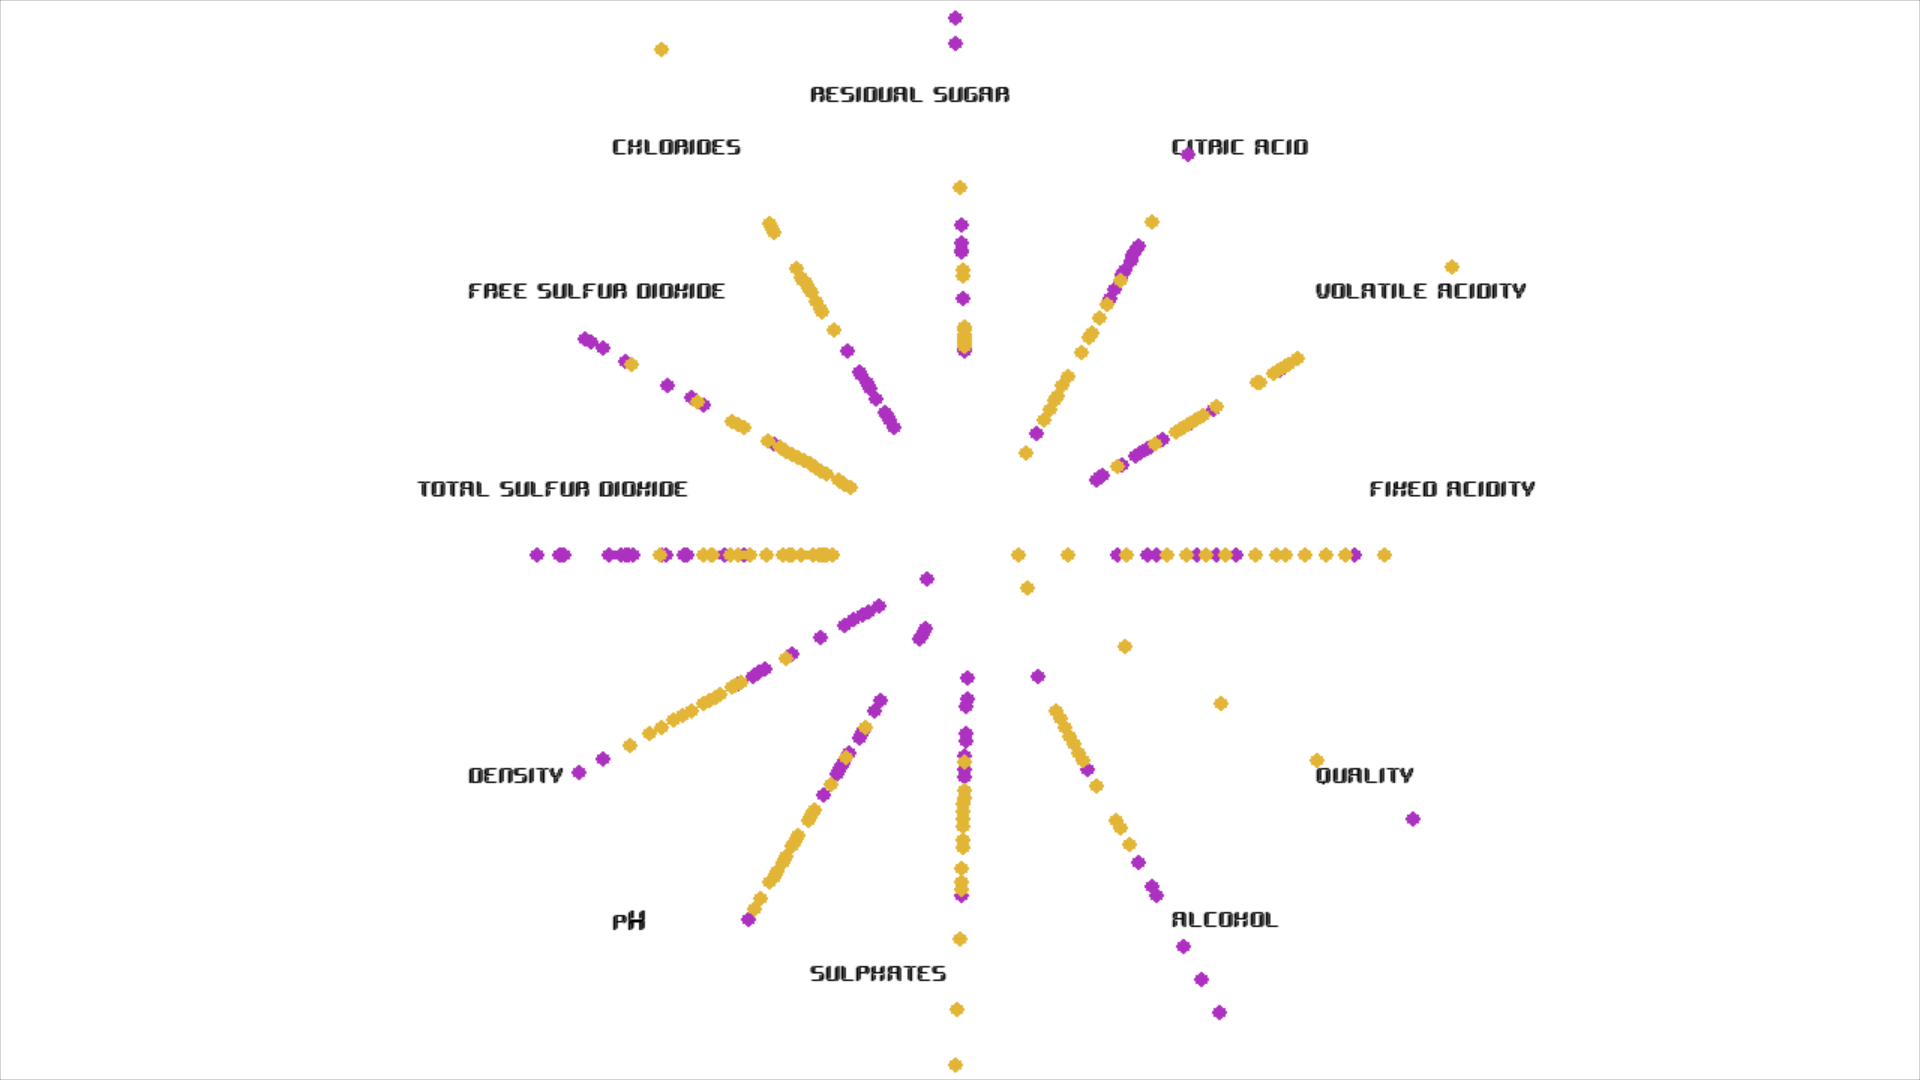 RESIDUAL SUGAR
CHLORIDES
CITRIC ACID
FREE SULFUR DIOXIDE
VOLATILE ACIDITY
TOTAL SULFUR DIOXIDE
FIXED ACIDITY
DENSITY
QUALITY
pH
ALCOHOL
SULPHATES